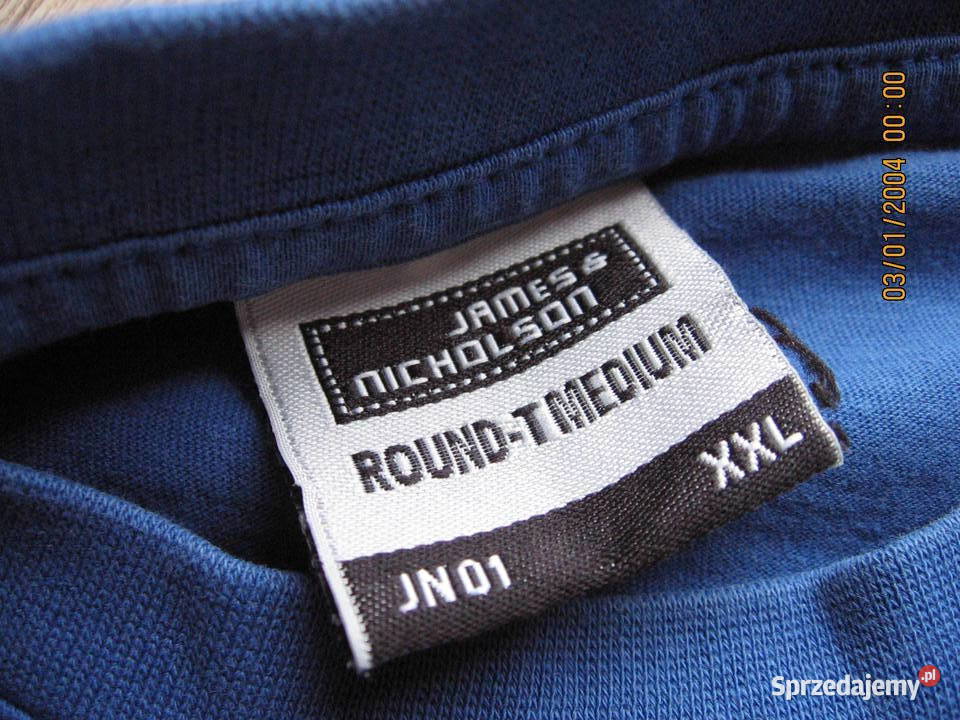 JAMES &
NICHOLSON
ROUND-T MEDIUM
XXL
JN01
03/01/2004 00:00
Sprzedajemy.pl